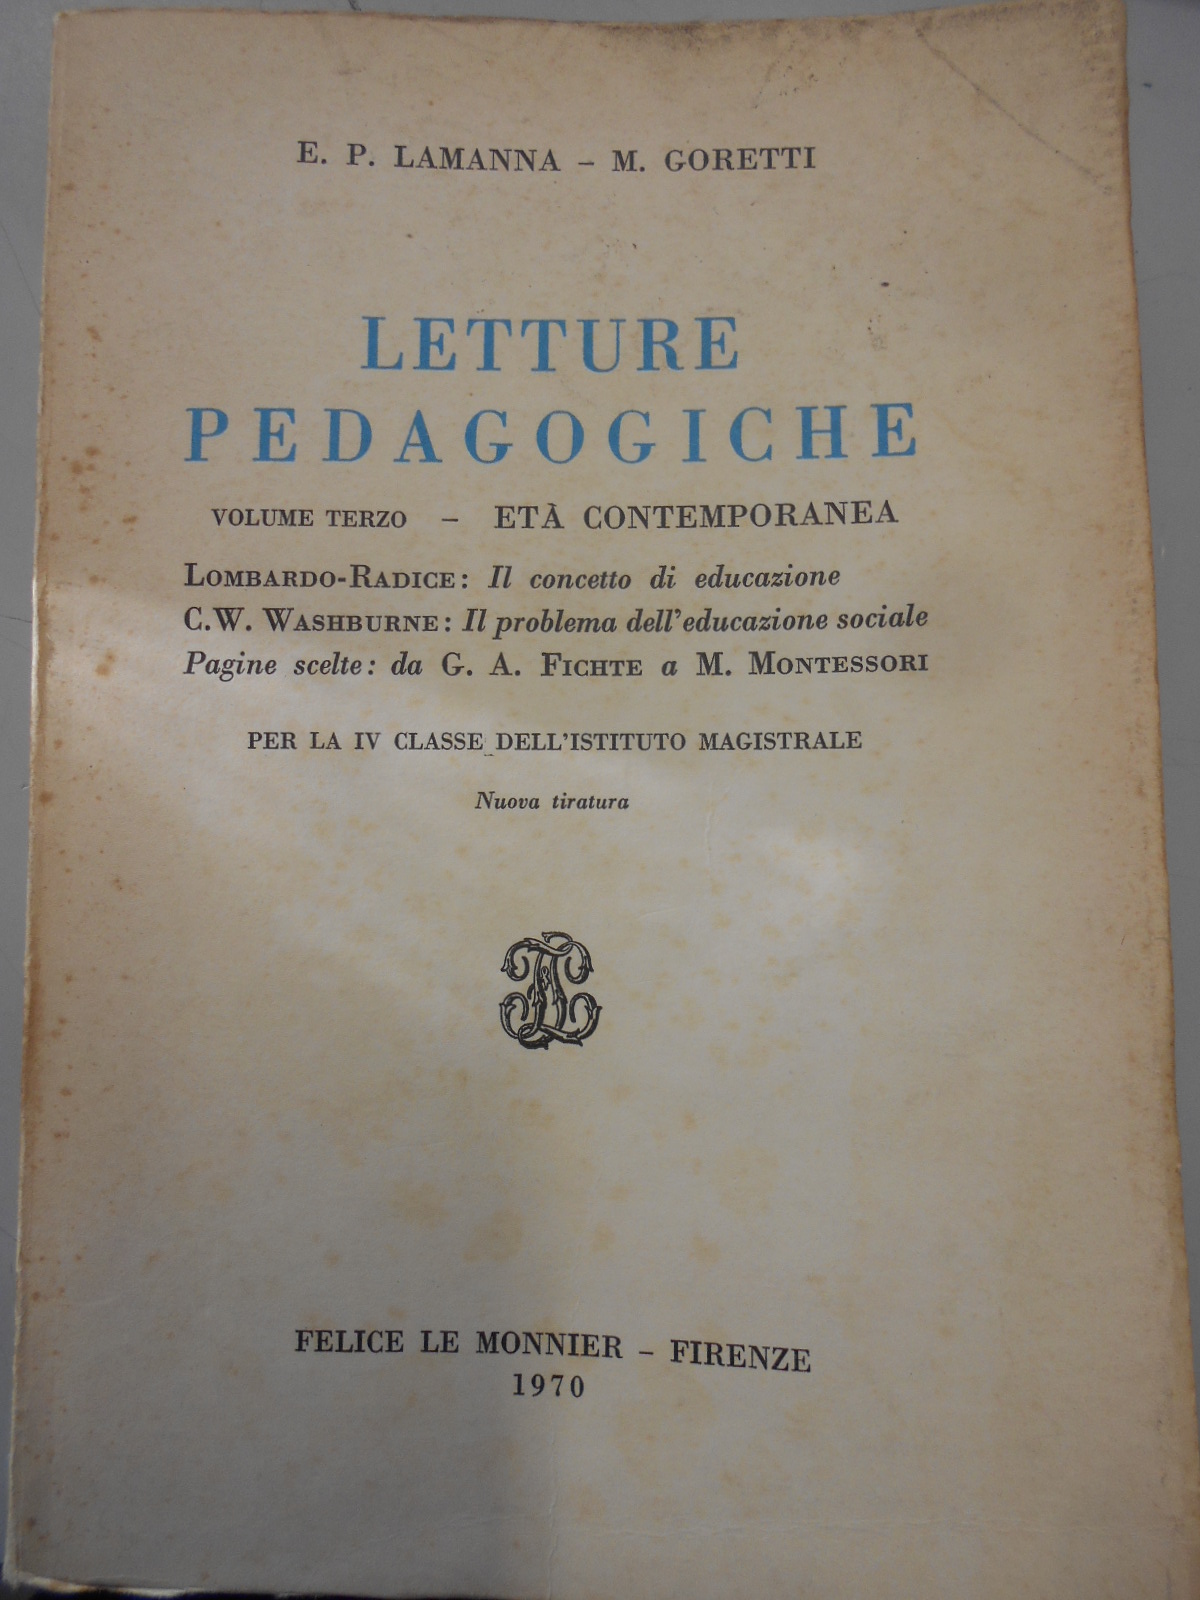 E. P. LAMANNA – M. GORETTI
LETTURE
PEDAGOGICHE
VOLUME TERZO – ETÀ CONTEMPORANEA
LOMBARDO-RADICE: Il concetto di educazione
C.W. WASHBURNE: Il problema dell'educazione sociale
Pagine scelte: da G. A. FICHTE a M. MONTESSORI
PER LA IV CLASSE DELL'ISTITUTO MAGISTRALE
Nuova tiratura
FELICE LE MONNIER – FIRENZE
1970